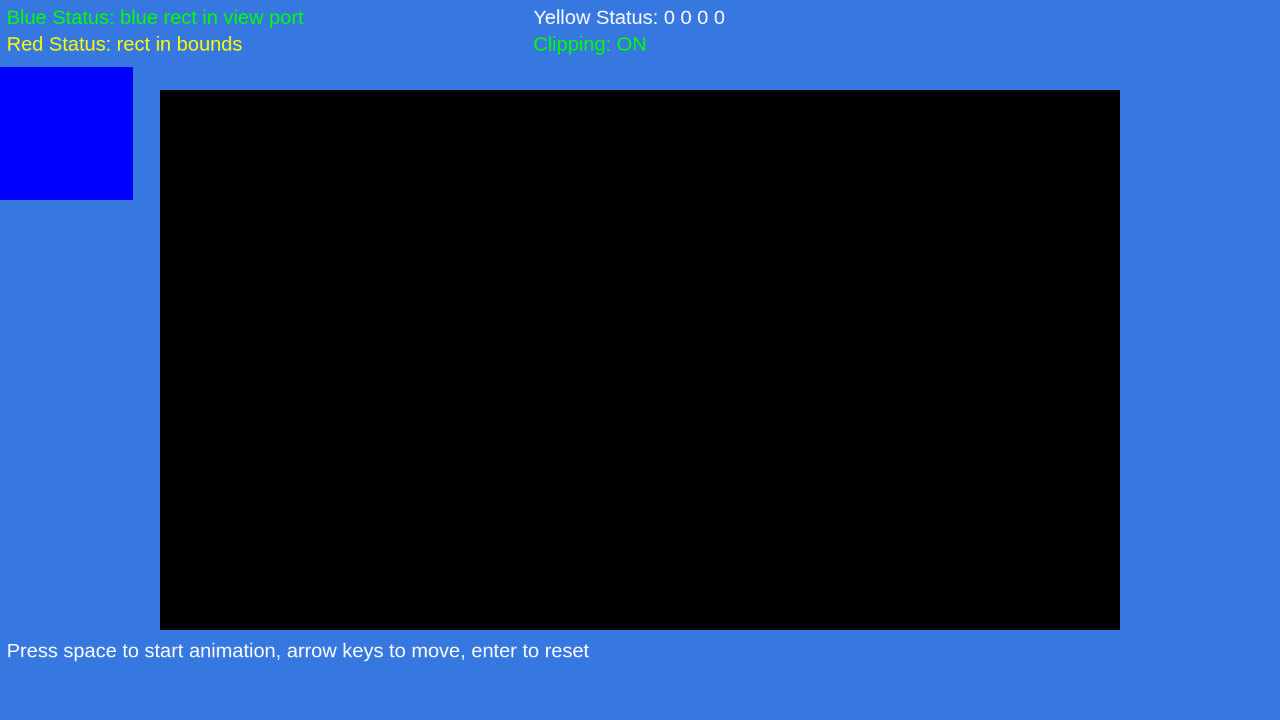 Blue Status: blue rect in view port
Yellow Status: 0 0 0 0
Red Status: rect in bounds
Clipping: ON
Press space to start animation, arrow keys to move, enter to reset